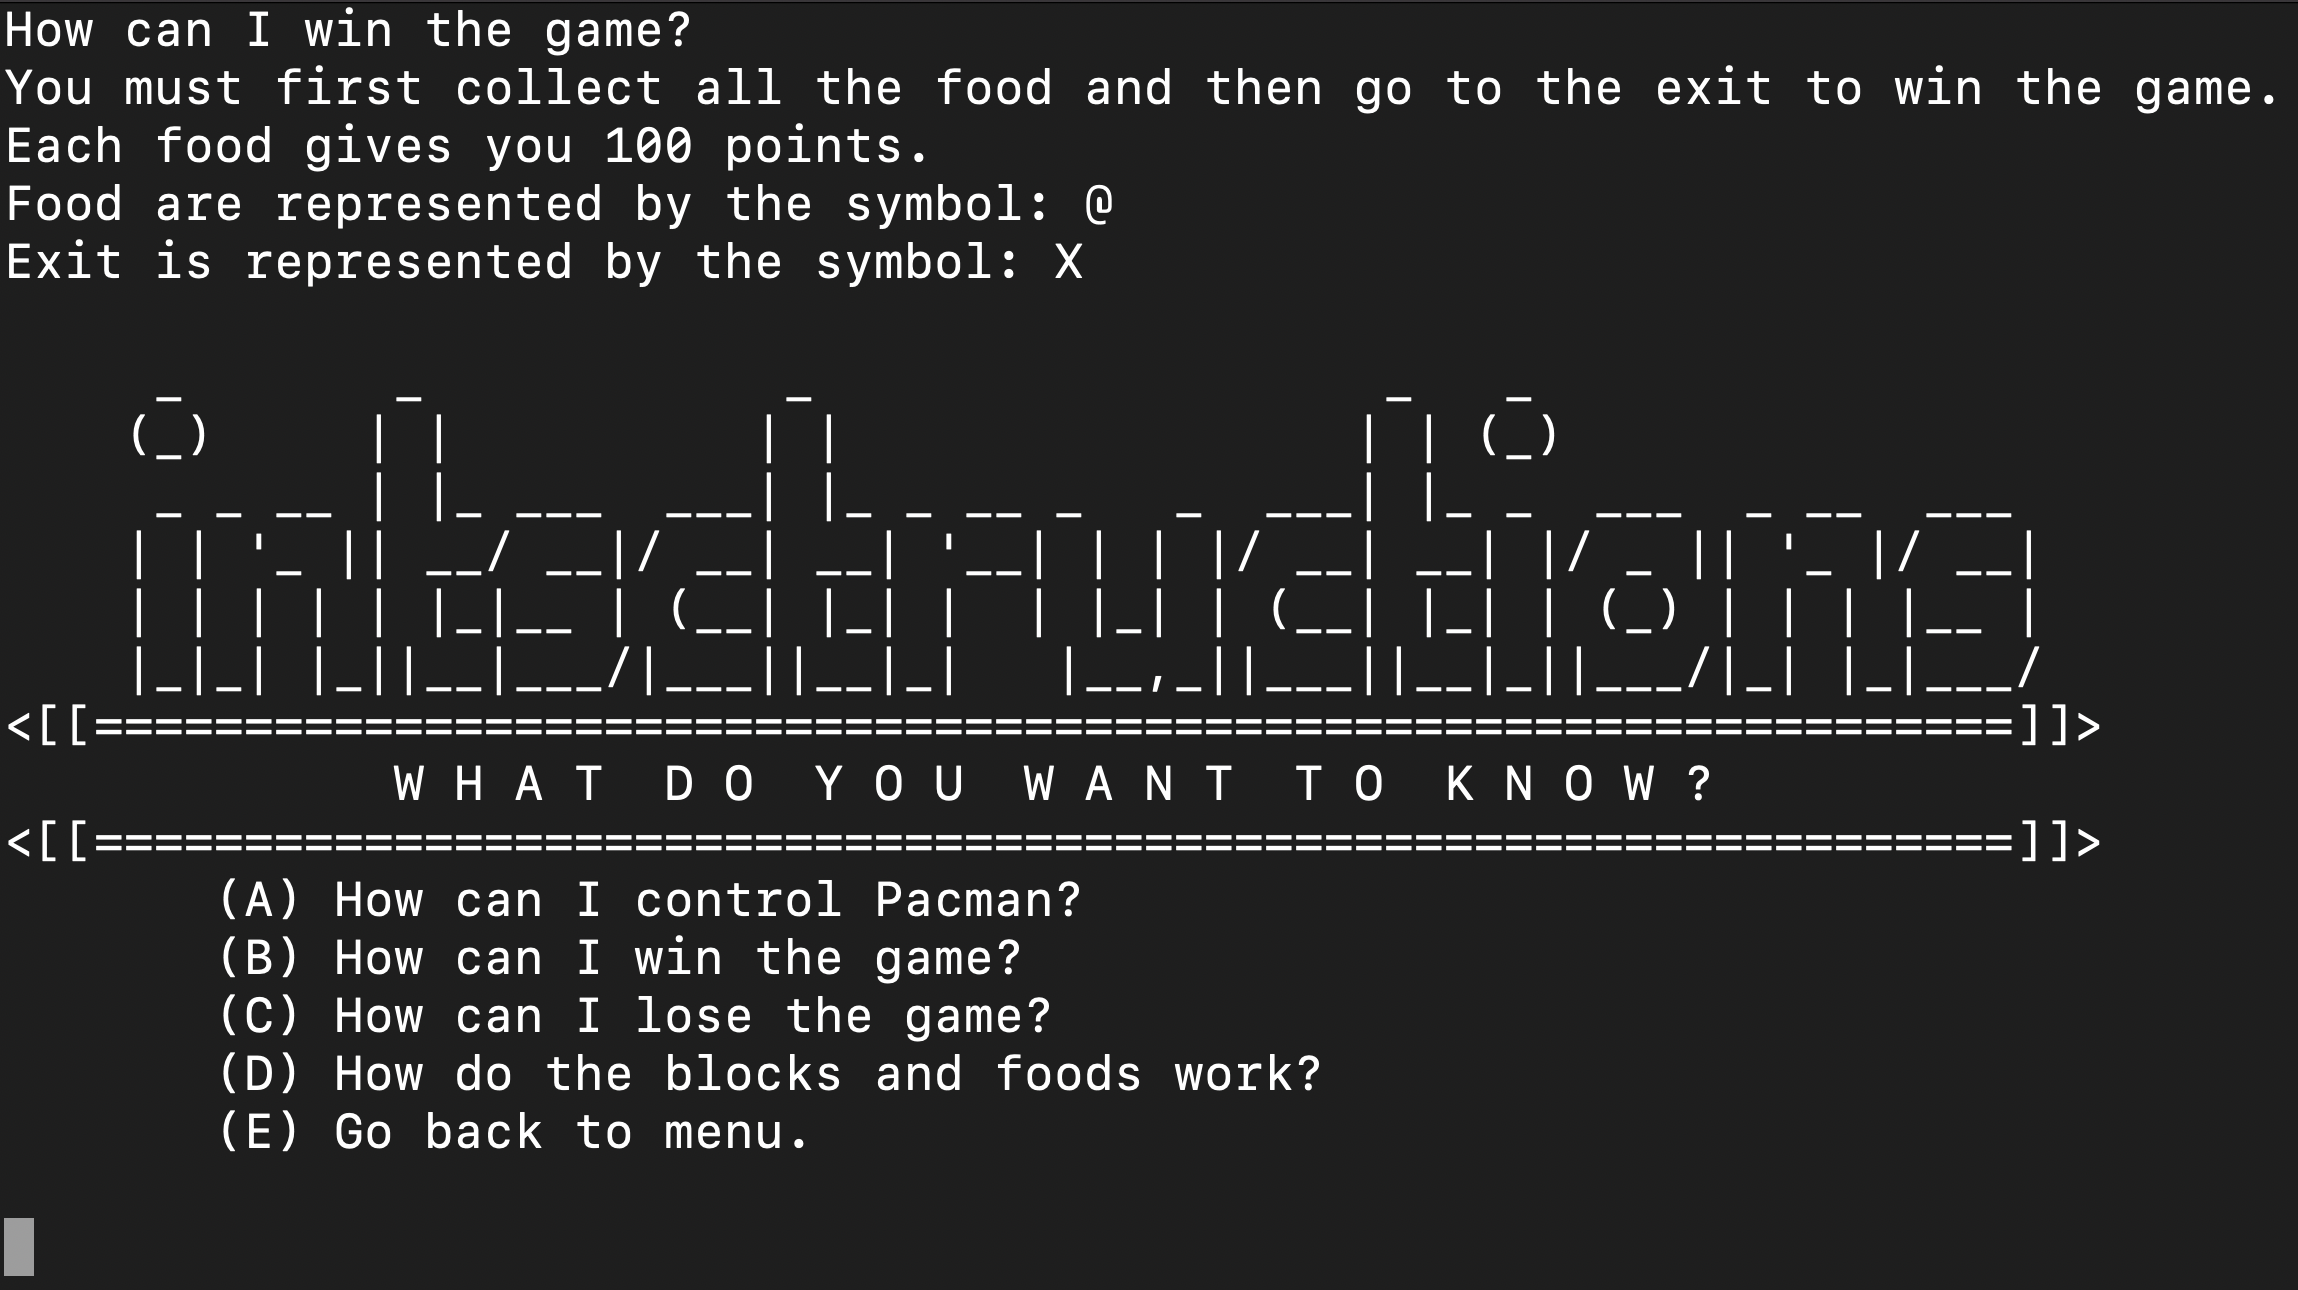 How can I win the game?
You must first collect all the food and then go to the exit to win the game.
Each food gives you 100 points.
Food are represented by the symbol: @
Exit is represented by the symbol: X
instructions
<[[================================================================]]>
W H A T  D O  Y O U  W A N T  T O  K N O W ?
<[[================================================================]]>
(A) How can I control Pacman?
(B) How can I win the game?
(C) How can I lose the game?
(D) How do the blocks and foods work?
(E) Go back to menu.